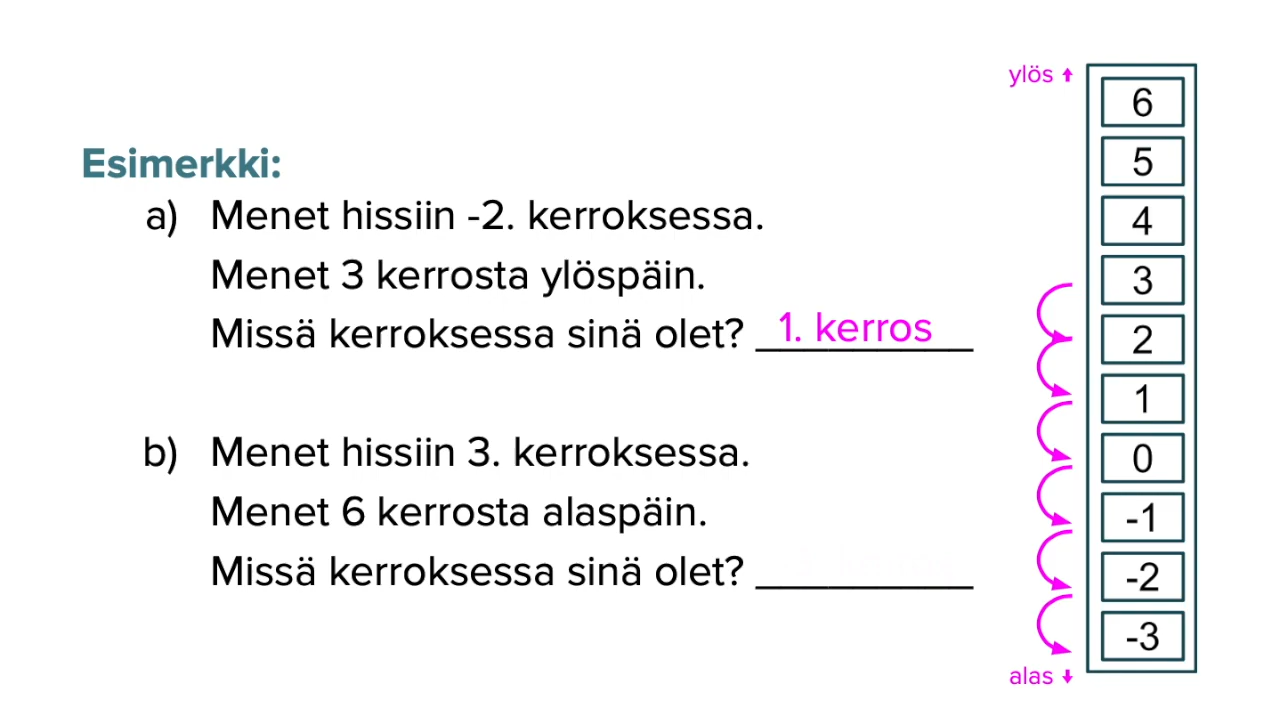 ylös ↑
6
5
4
3
2
1
0
-1
-2
-3
alas ↓
Esimerkki:
a) Menet hissiin -2. kerroksessa.
Menet 3 kerrosta ylöspäin.
Missä kerroksessa sinä olet? 1. kerros
b) Menet hissiin 3. kerroksessa.
Menet 6 kerrosta alaspäin.
Missä kerroksessa sinä olet? __________